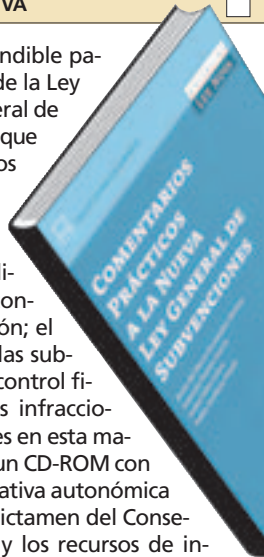 VA
ndible pa-
de la Ley
eral de
que
os
di-
on-
ón; el
las sub-
control fi-
s infraccio-
es en esta ma-
un CD-ROM con
ativa autonómica
ictamen del Conse-
y los recursos de in-
COMENTARIOS
PRÁCTICOS
A LA NUEVA
LEY GENERAL DE
SUBVENCIONES